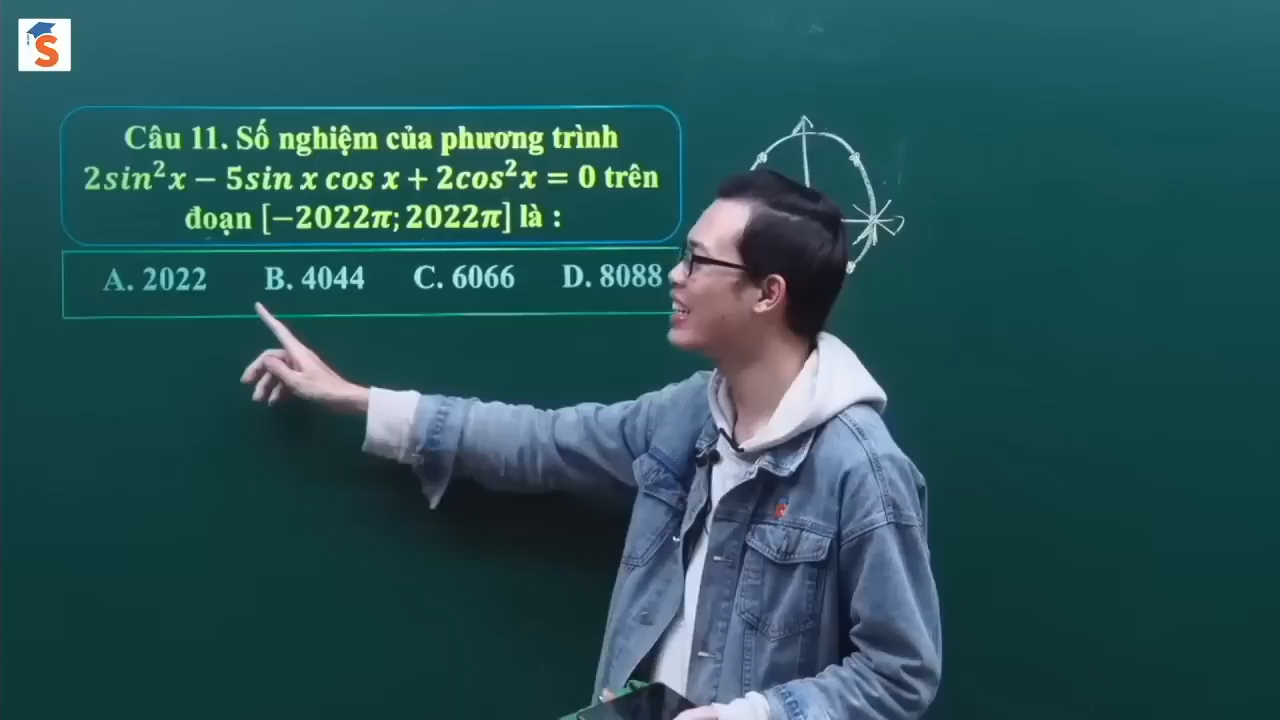 S
Câu 11. Số nghiệm của phương trình
2sin²x − 5sin x cos x + 2cos²x = 0 trên
đoạn [−2022π; 2022π] là :
A. 2022 B. 4044 C. 6066 D. 8088